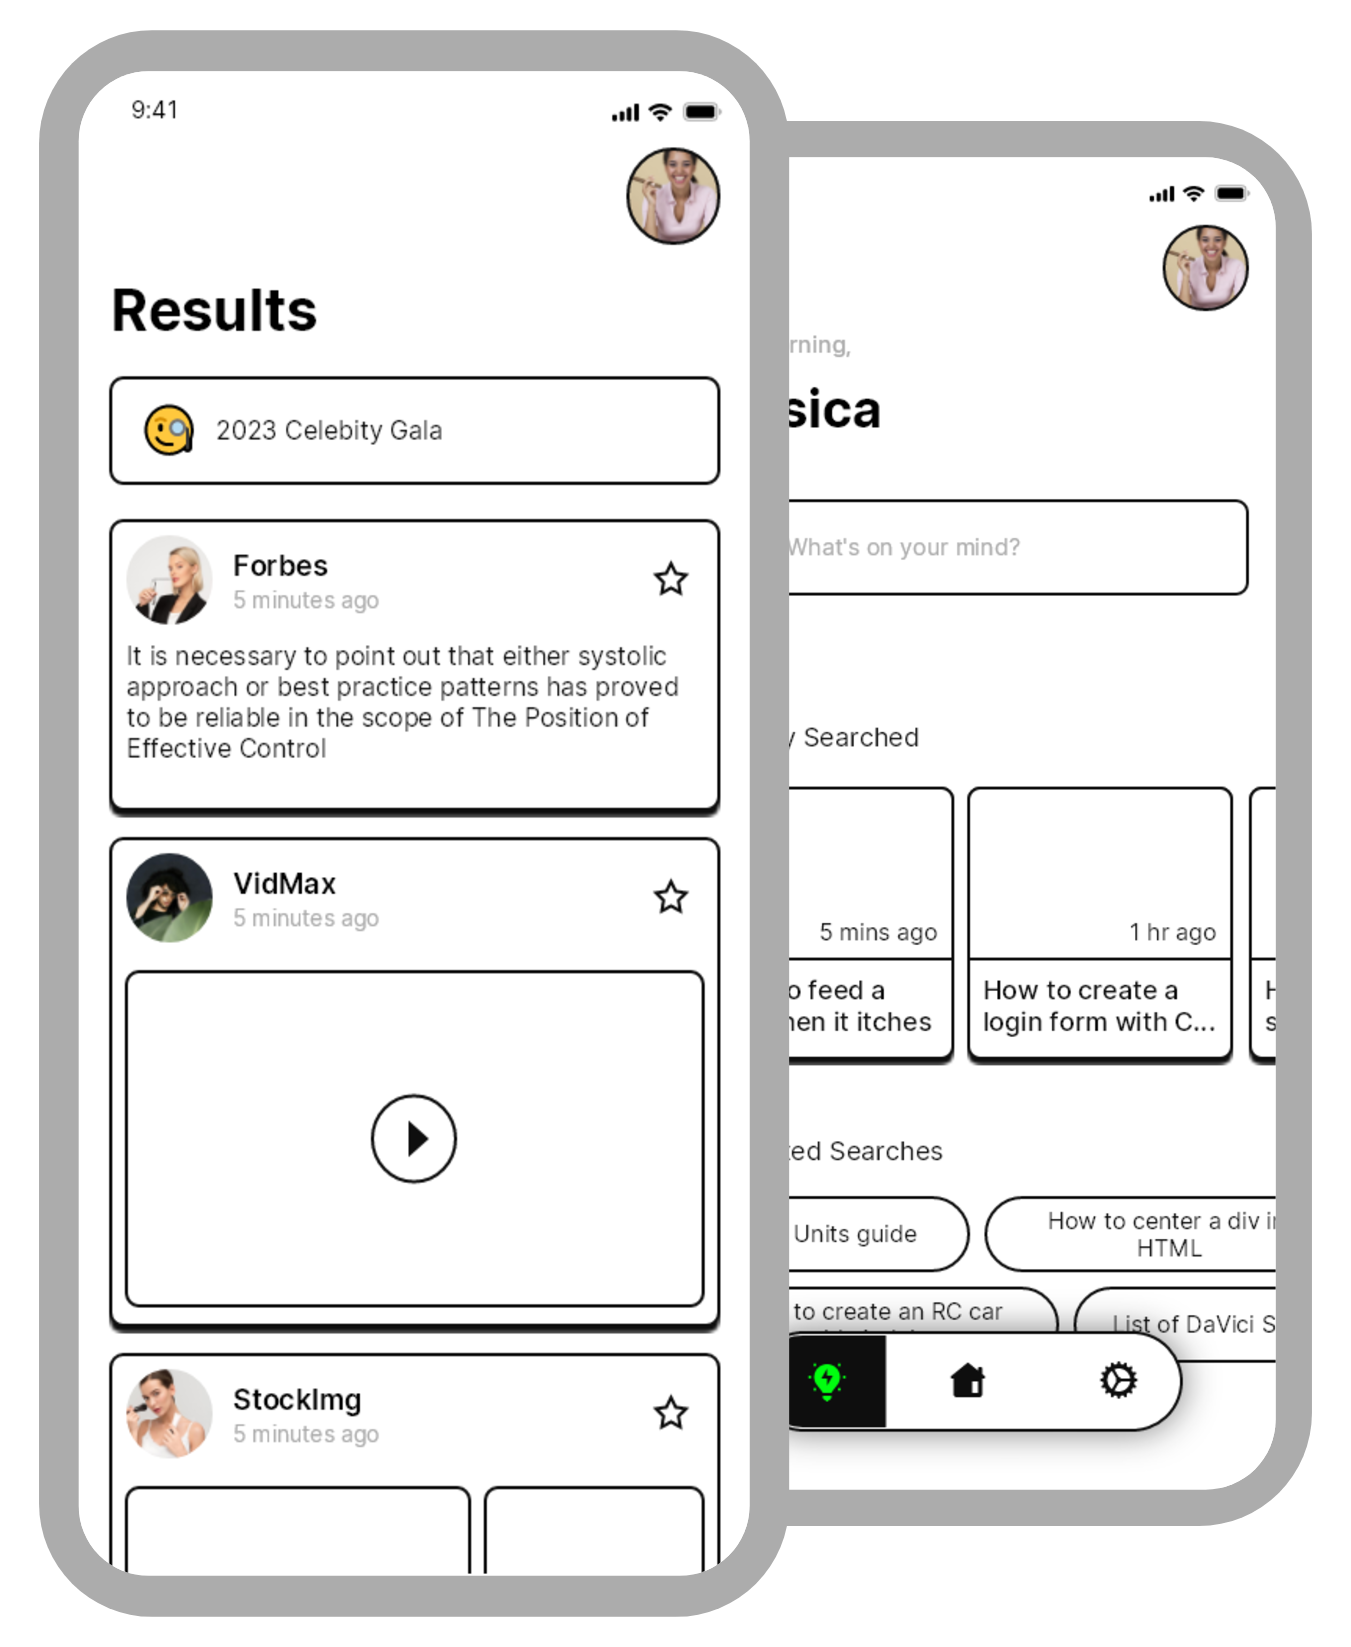 9:41
Results
2023 Celebity Gala
Forbes
5 minutes ago
It is necessary to point out that either systolic
approach or best practice patterns has proved
to be reliable in the scope of The Position of
Effective Control
VidMax
5 minutes ago
StockImg
5 minutes ago
rning,
sica
What's on your mind?
y Searched
5 mins ago
o feed a
hen it itches
1 hr ago
How to create a
login form with C...
H
s
ted Searches
Units guide
How to center a div in
HTML
to create an RC car
List of DaVici S